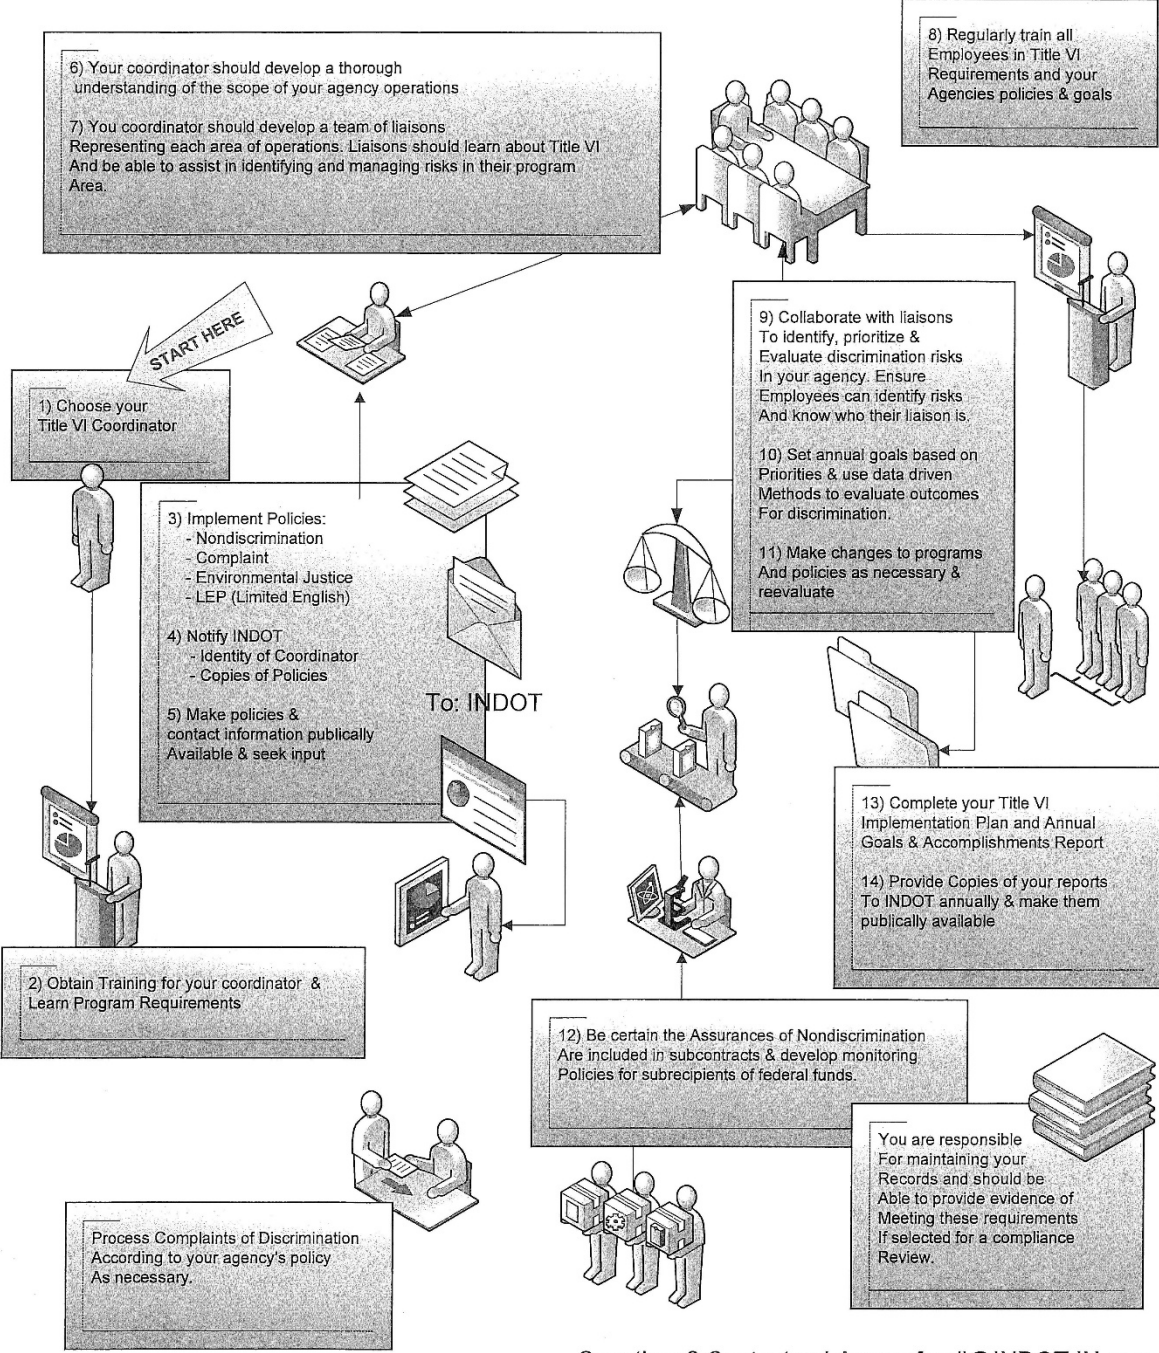 6) Your coordinator should develop a thorough
understanding of the scope of your agency operations
7) You coordinator should develop a team of liaisons
Representing each area of operations. Liaisons should learn about Title VI
And be able to assist in identifying and managing risks in their program
Area.
8) Regularly train all
Employees in Title VI
Requirements and your
Agencies policies & goals
START HERE
1) Choose your
Title VI Coordinator
9) Collaborate with liaisons
To identify, prioritize &
Evaluate discrimination risks
In your agency. Ensure
Employees can identify risks
And know who their liaison is.
10) Set annual goals based on
Priorities & use data driven
Methods to evaluate outcomes
For discrimination.
11) Make changes to programs
And policies as necessary &
reevaluate
3) Implement Policies:
- Nondiscrimination
- Complaint
- Environmental Justice
- LEP (Limited English)
4) Notify INDOT
- Identity of Coordinator
- Copies of Policies
5) Make policies &
contact information publically
Available & seek input
To: INDOT
13) Complete your Title VI
Implementation Plan and Annual
Goals & Accomplishments Report
14) Provide Copies of your reports
To INDOT annually & make them
publically available
2) Obtain Training for your coordinator &
Learn Program Requirements
12) Be certain the Assurances of Nondiscrimination
Are included in subcontracts & develop monitoring
Policies for subrecipients of federal funds.
You are responsible
For maintaining your
Records and should be
Able to provide evidence of
Meeting these requirements
If selected for a compliance
Review.
Process Complaints of Discrimination
According to your agency's policy
As necessary.